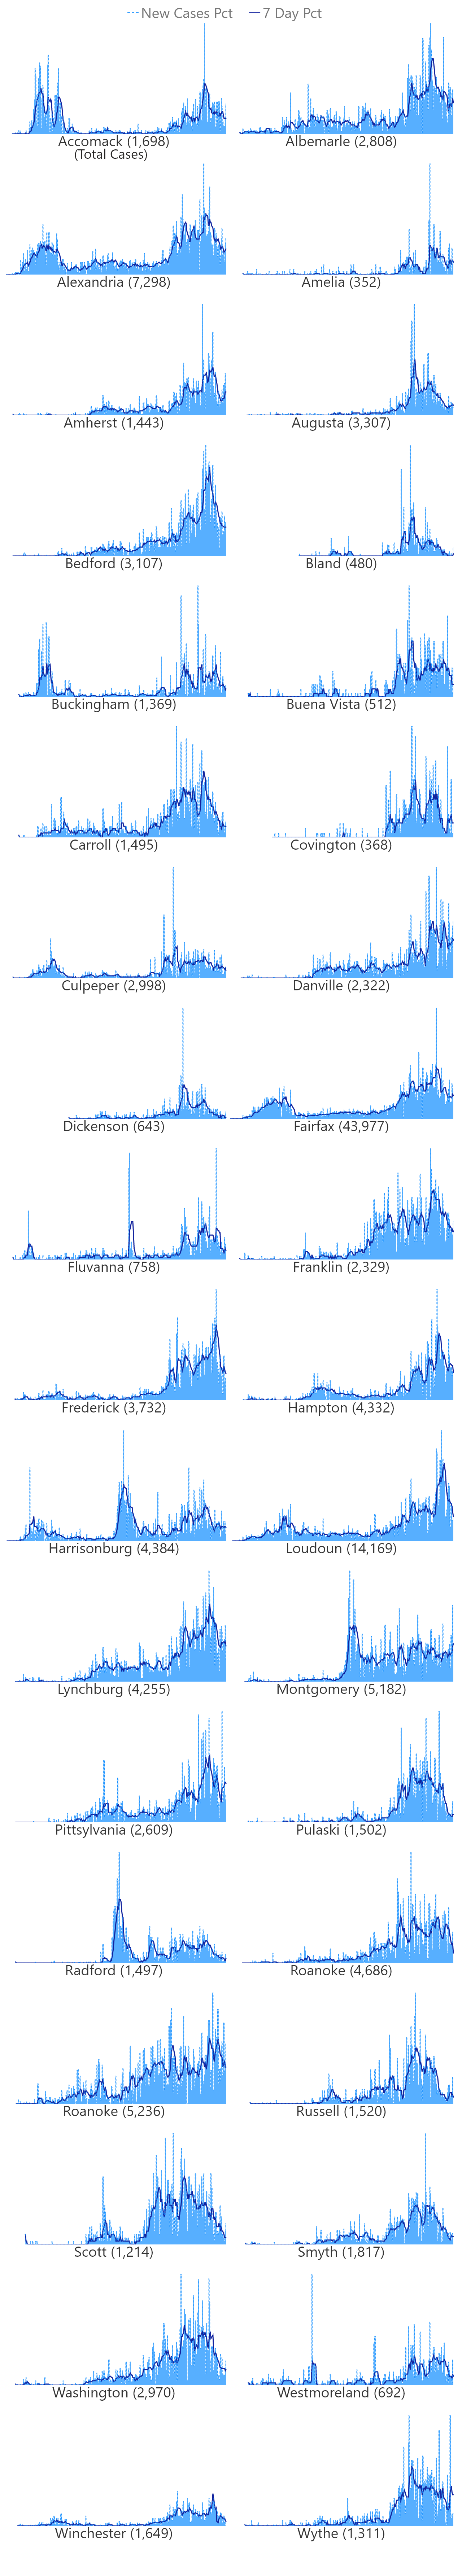 New Cases Pct 7 Day Pct
Accomack (1,698) Albemarle (2,808)
(Total Cases)
Alexandria (7,298) Amelia (352)
Amherst (1,443) Augusta (3,307)
Bedford (3,107) Bland (480)
Buckingham (1,369) Buena Vista (512)
Carroll (1,495) Covington (368)
Culpeper (2,998) Danville (2,322)
Dickenson (643) Fairfax (43,977)
Fluvanna (758) Franklin (2,329)
Frederick (3,732) Hampton (4,332)
Harrisonburg (4,384) Loudoun (14,169)
Lynchburg (4,255) Montgomery (5,182)
Pittsylvania (2,609) Pulaski (1,502)
Radford (1,497) Roanoke (4,686)
Roanoke (5,236) Russell (1,520)
Scott (1,214) Smyth (1,817)
Washington (2,970) Westmoreland (692)
Winchester (1,649) Wythe (1,311)